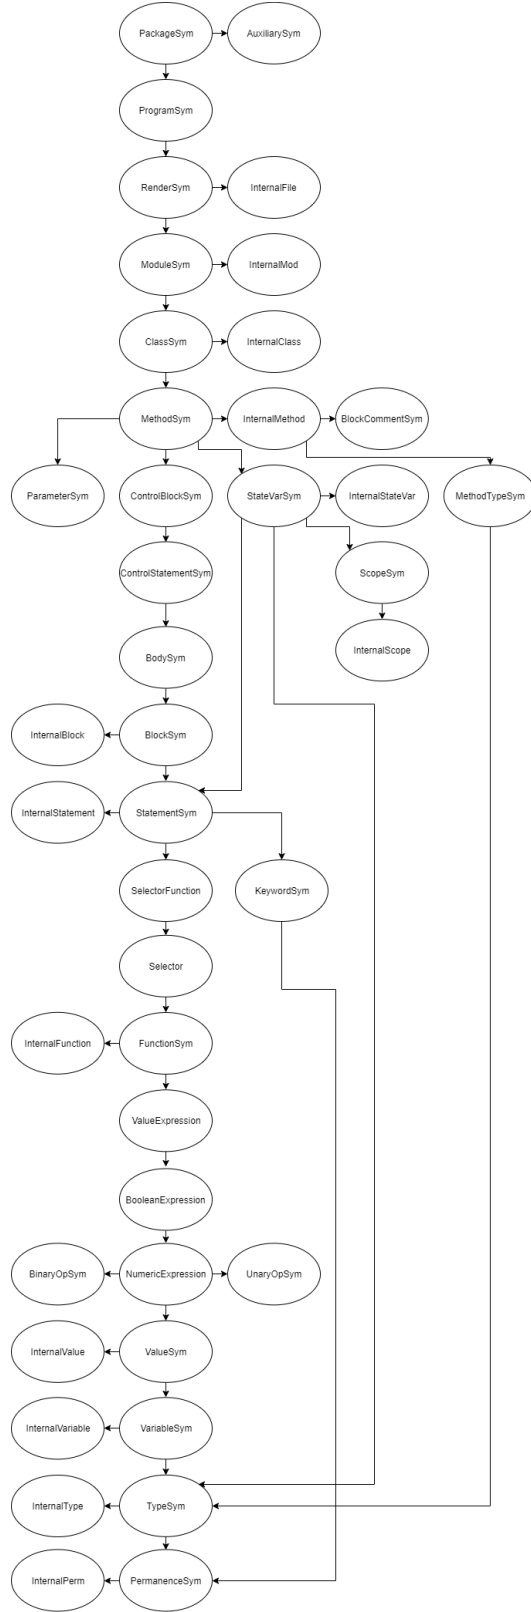 PackageSym
AuxiliarySym
ProgramSym
RenderSym
InternalFile
ModuleSym
InternalMod
ClassSym
InternalClass
MethodSym
InternalMethod
BlockCommentSym
ParameterSym
ControlBlockSym
StateVarSym
InternalStateVar
MethodTypeSym
ControlStatementSym
ScopeSym
BodySym
InternalScope
InternalBlock
BlockSym
InternalStatement
StatementSym
SelectorFunction
KeywordSym
Selector
InternalFunction
FunctionSym
ValueExpression
BooleanExpression
BinaryOpSym
NumericExpression
UnaryOpSym
InternalValue
ValueSym
InternalVariable
VariableSym
InternalType
TypeSym
InternalPerm
PermanenceSym